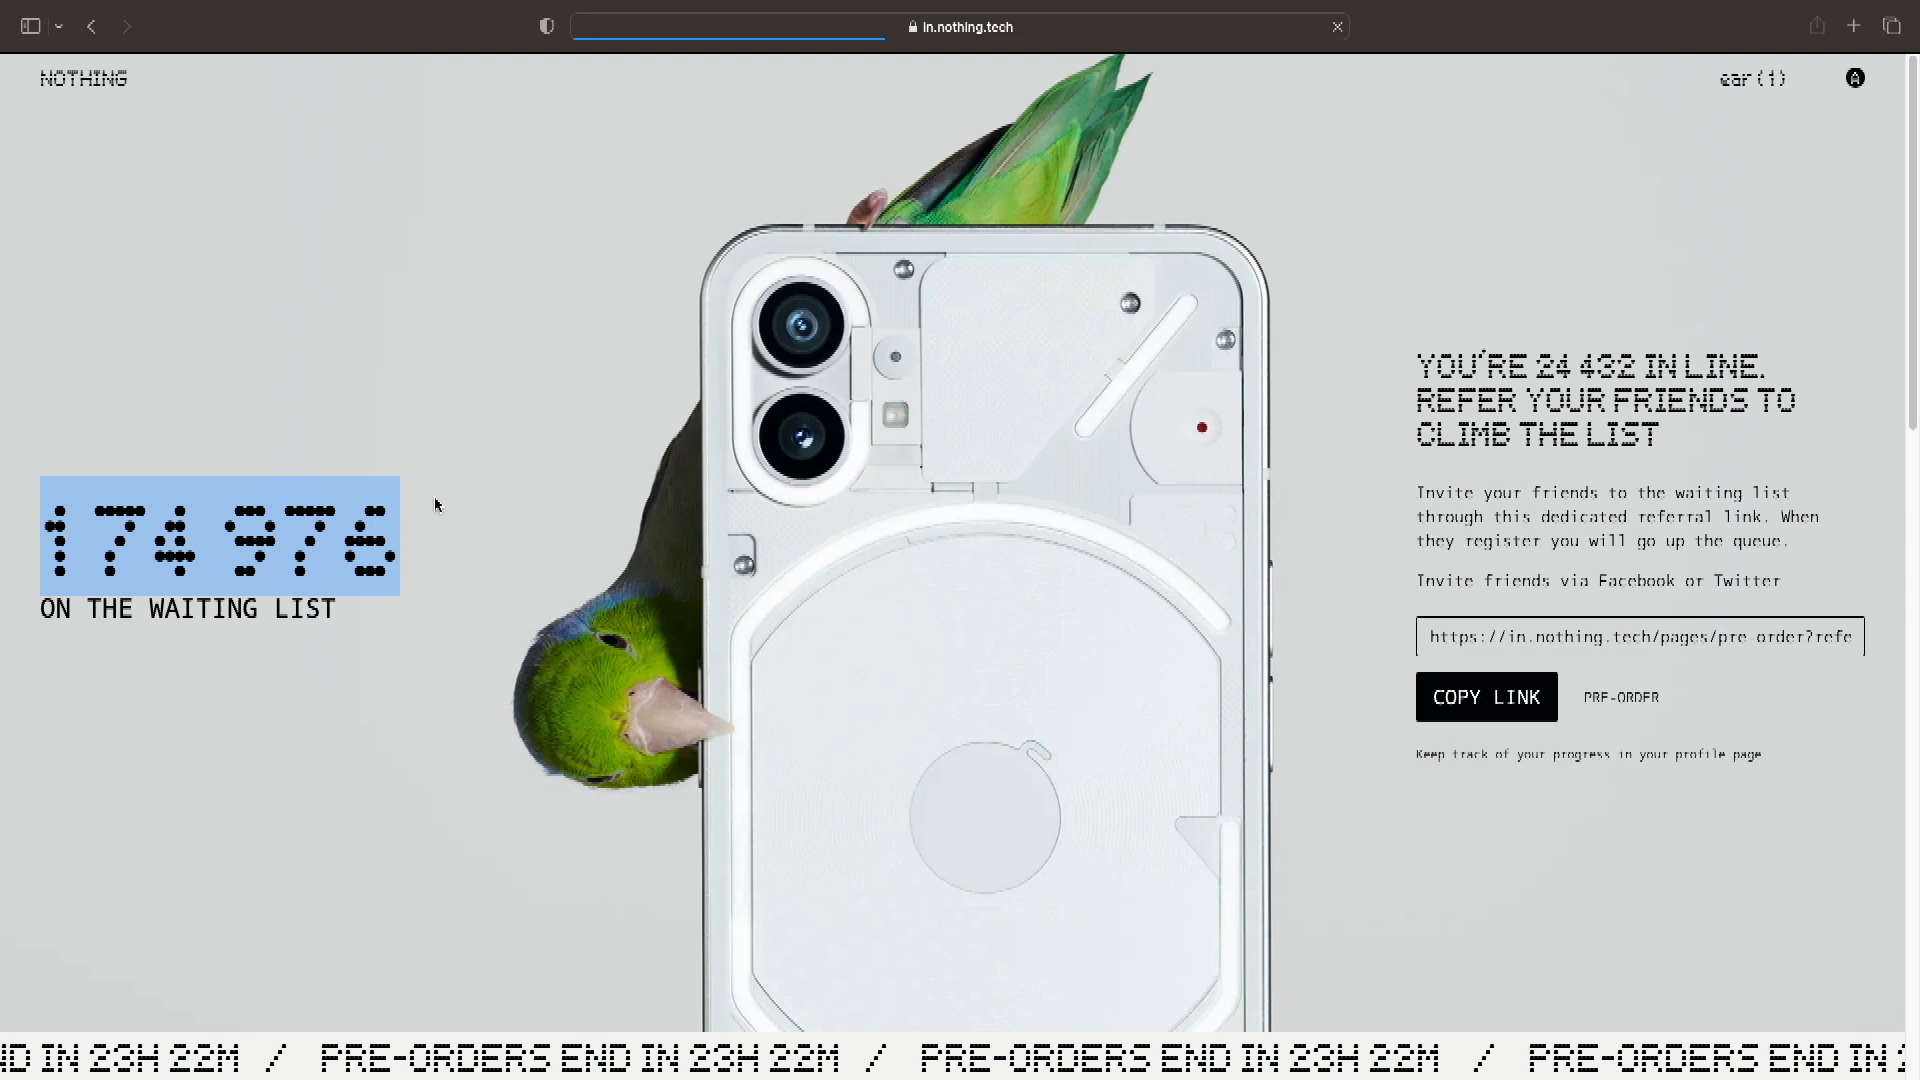 in.nothing.tech
NOTHING
ear (1)
174 976
ON THE WAITING LIST
YOU'RE 24 432 IN LINE.
REFER YOUR FRIENDS TO
CLIMB THE LIST
Invite your friends to the waiting list
through this dedicated referral link. When
they register you will go up the queue.
Invite friends via Facebook or Twitter
https://in.nothing.tech/pages/pre-order?refe
COPY LINK
PRE-ORDER
Keep track of your progress in your profile page
ND IN 23H 22M / PRE-ORDERS END IN 23H 22M / PRE-ORDERS END IN 23H 22M / PRE-ORDERS END IN 2